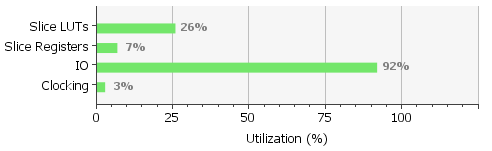 Slice LUTs 26%
Slice Registers 7%
IO 92%
Clocking 3%
0 25 50 75 100
Utilization (%)